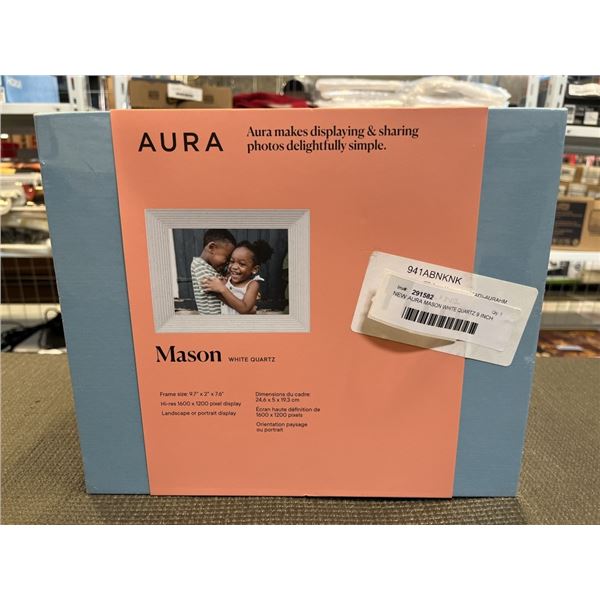 AURA
Aura makes displaying & sharing
photos delightfully simple.
941ABNKNK
Inv# 291582
NEW AURA MASON WHITE QUARTZ 9 INCH
Mason WHITE QUARTZ
Frame size: 9.7" x 2" x 7.6"
Hi-res 1600 x 1200 pixel display
Landscape or portrait display
Dimensions du cadre:
24,6 x 5 x 19,3 cm
Écran haute définition de
1600 x 1200 pixels
Orientation paysage
ou portrait